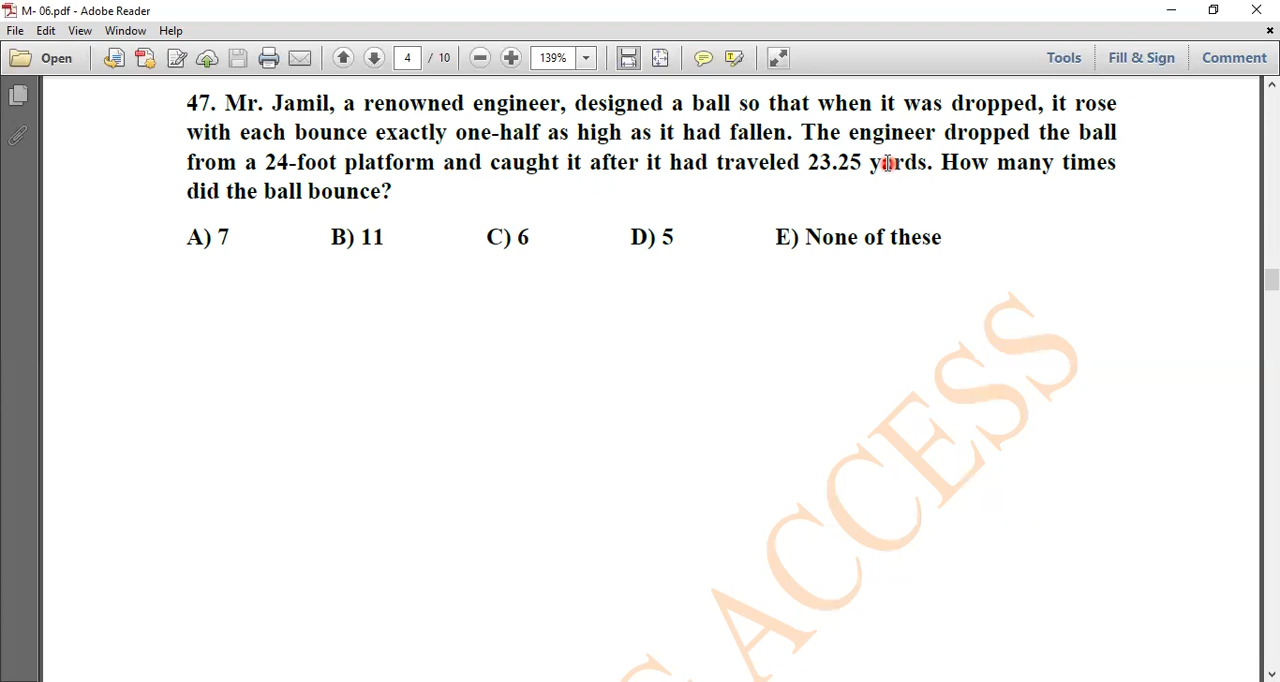 M- 06.pdf - Adobe Reader
File Edit View Window Help
Open 4 / 10 139% Tools Fill & Sign Comment
47. Mr. Jamil, a renowned engineer, designed a ball so that when it was dropped, it rose
with each bounce exactly one-half as high as it had fallen. The engineer dropped the ball
from a 24-foot platform and caught it after it had traveled 23.25 yards. How many times
did the ball bounce?
A) 7 B) 11 C) 6 D) 5 E) None of these
ACCESS